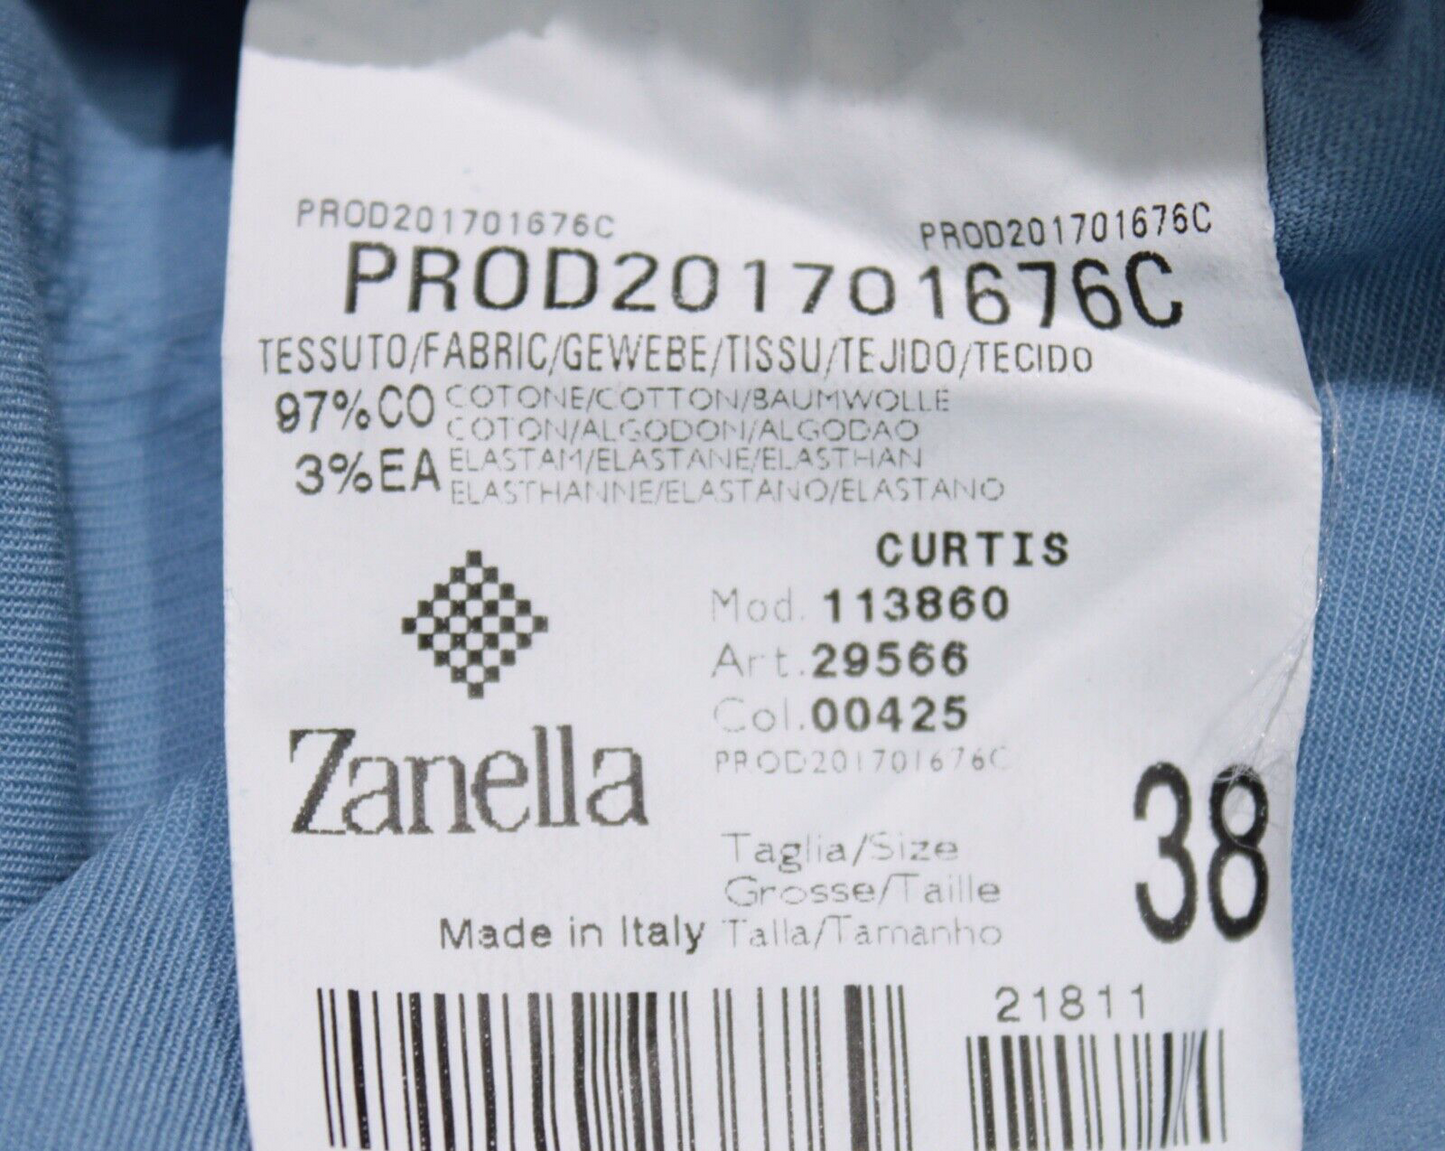 PROD201701676C
PROD201701676C
PROD201701676C
TESSUTO/FABRIC/GEWEBE/TISSU/TEJIDO/TECIDO
97%CO COTONE/COTTON/BAUMWOLLE
COTON/ALGODON/ALGODAO
3%EA ELASTAM/ELASTANE/ELASTHAN
ELASTHANNE/ELASTANO/ELASTANO
CURTIS
Mod. 113860
Art. 29566
Col. 00425
PROD201701676C
Zanella
38
Taglia/Size
Grosse/Taille
Made in Italy Talla/Tamanho
21811